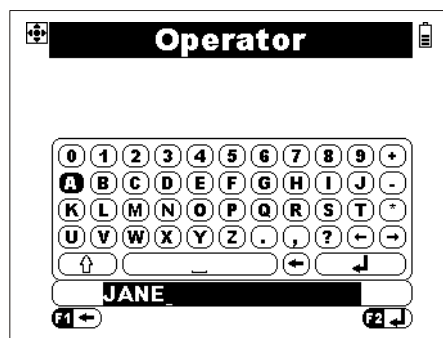 Operator
0 1 2 3 4 5 6 7 8 9 +
A B C D E F G H I J -
K L M N O P Q R S T *
U V W X Y Z . , ? ← →
⇧ ⎵ ← ↵
JANE_
F1 ← F2 ↵